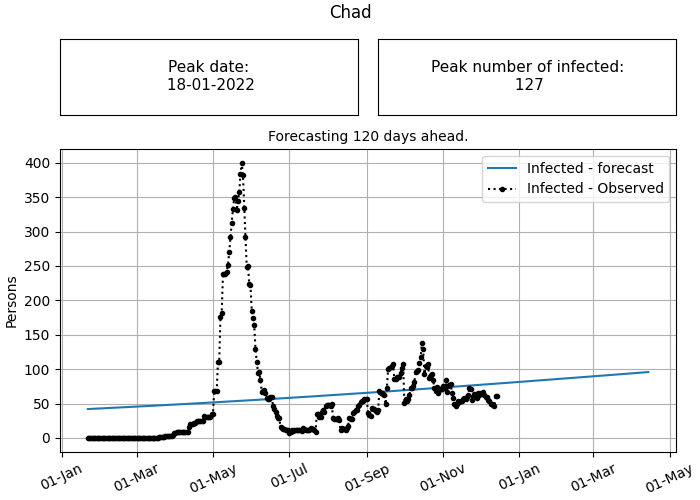 Chad
Peak date:
18-01-2022
Peak number of infected:
127
Forecasting 120 days ahead.
Infected - forecast
Infected - Observed
Persons
400
350
300
250
200
150
100
50
0
01-Jan
01-Mar
01-May
01-Jul
01-Sep
01-Nov
01-Jan
01-Mar
01-May